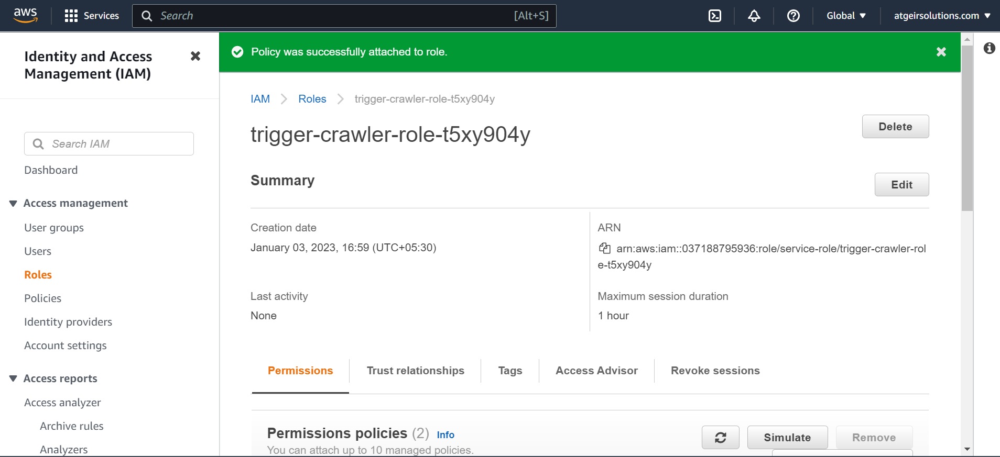 aws
Services
Search
[Alt+S]
Global
atgeirsolutions.com
Identity and Access
Management (IAM)
Search IAM
Dashboard
Access management
User groups
Users
Roles
Policies
Identity providers
Account settings
Access reports
Access analyzer
Archive rules
Analyzers
Policy was successfully attached to role.
IAM
Roles
trigger-crawler-role-t5xy904y
trigger-crawler-role-t5xy904y
Delete
Summary
Edit
Creation date
January 03, 2023, 16:59 (UTC+05:30)
ARN
arn:aws:iam::037188795936:role/service-role/trigger-crawler-rol
e-t5xy904y
Last activity
None
Maximum session duration
1 hour
Permissions
Trust relationships
Tags
Access Advisor
Revoke sessions
Permissions policies (2) Info
You can attach up to 10 managed policies.
Simulate
Remove